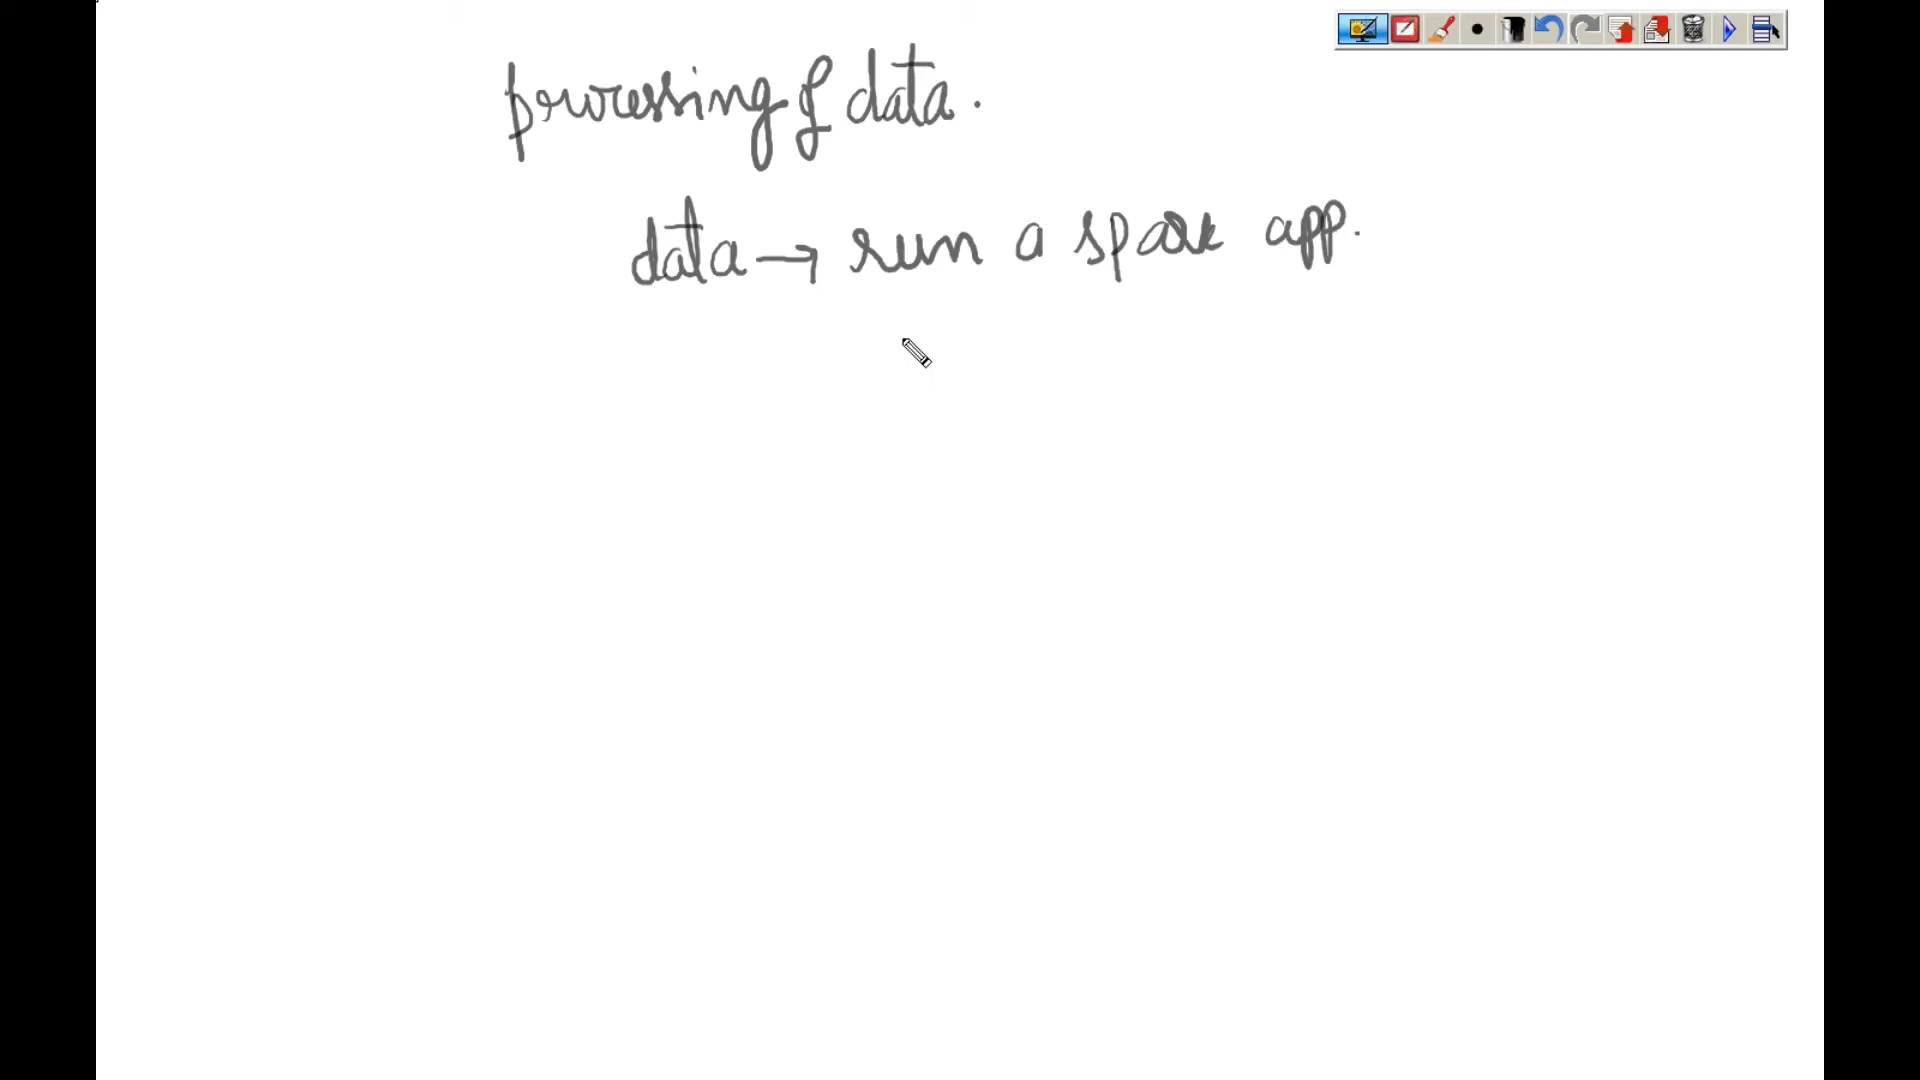 processing of data.
data → run a spark app.